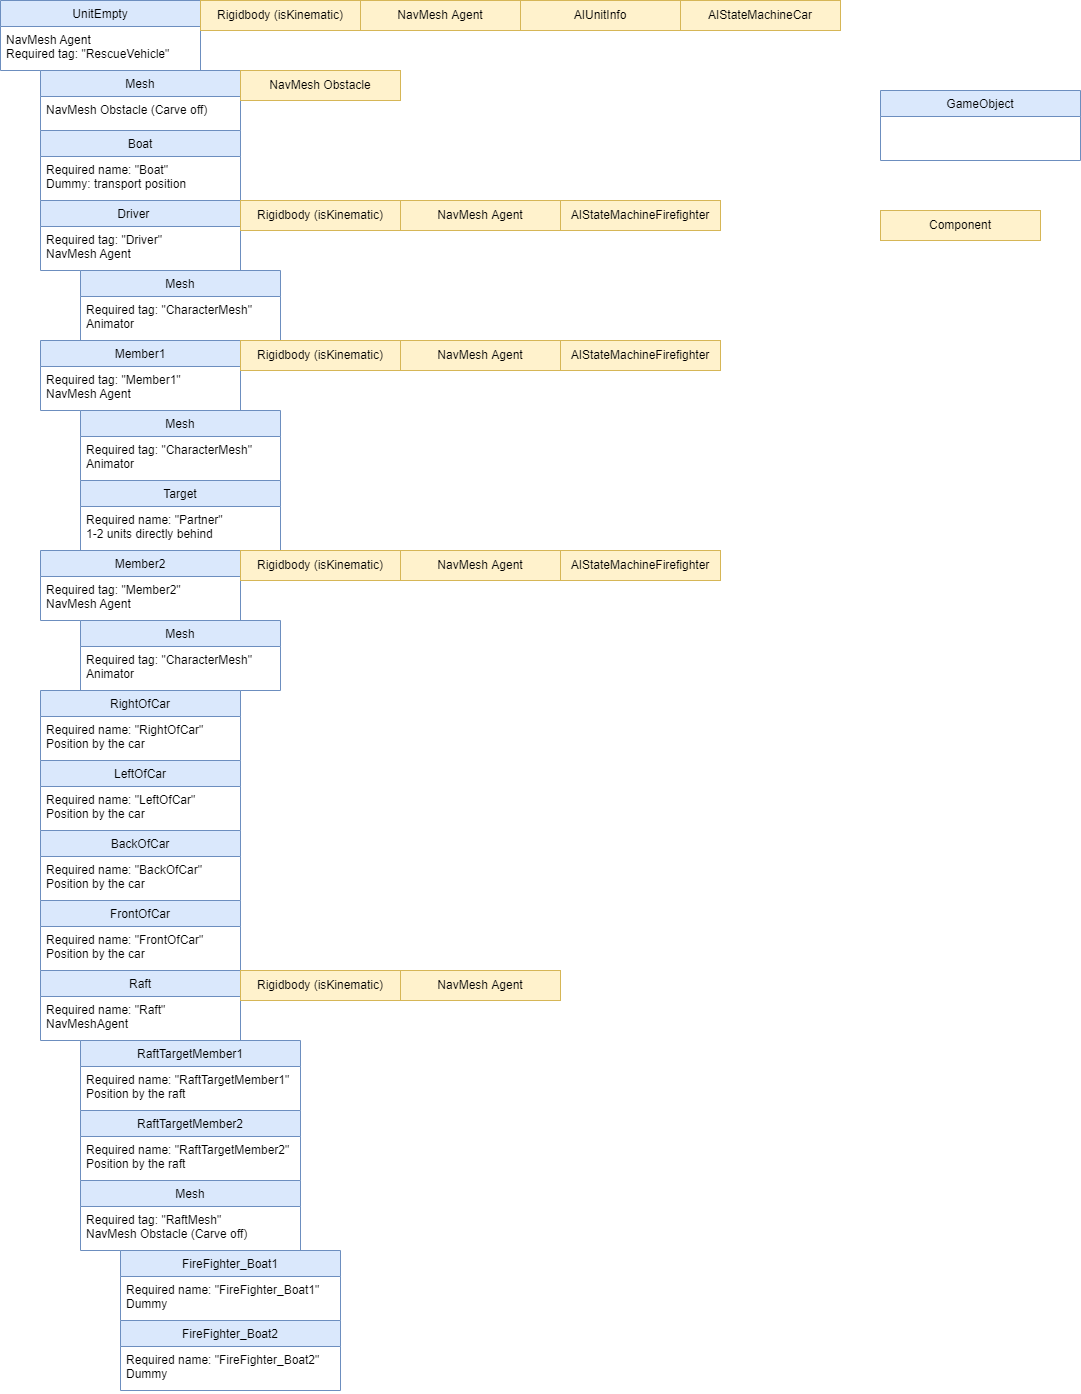 UnitEmpty
Rigidbody (isKinematic)
NavMesh Agent
AIUnitInfo
AIStateMachineCar
NavMesh Agent
Required tag: "RescueVehicle"
Mesh
NavMesh Obstacle
NavMesh Obstacle (Carve off)
GameObject
Boat
Required name: "Boat"
Dummy: transport position
Driver
Rigidbody (isKinematic)
NavMesh Agent
AIStateMachineFirefighter
Component
Required tag: "Driver"
NavMesh Agent
Mesh
Required tag: "CharacterMesh"
Animator
Member1
Rigidbody (isKinematic)
NavMesh Agent
AIStateMachineFirefighter
Required tag: "Member1"
NavMesh Agent
Mesh
Required tag: "CharacterMesh"
Animator
Target
Required name: "Partner"
1-2 units directly behind
Member2
Rigidbody (isKinematic)
NavMesh Agent
AIStateMachineFirefighter
Required tag: "Member2"
NavMesh Agent
Mesh
Required tag: "CharacterMesh"
Animator
RightOfCar
Required name: "RightOfCar"
Position by the car
LeftOfCar
Required name: "LeftOfCar"
Position by the car
BackOfCar
Required name: "BackOfCar"
Position by the car
FrontOfCar
Required name: "FrontOfCar"
Position by the car
Raft
Rigidbody (isKinematic)
NavMesh Agent
Required name: "Raft"
NavMeshAgent
RaftTargetMember1
Required name: "RaftTargetMember1"
Position by the raft
RaftTargetMember2
Required name: "RaftTargetMember2"
Position by the raft
Mesh
Required tag: "RaftMesh"
NavMesh Obstacle (Carve off)
FireFighter_Boat1
Required name: "FireFighter_Boat1"
Dummy
FireFighter_Boat2
Required name: "FireFighter_Boat2"
Dummy